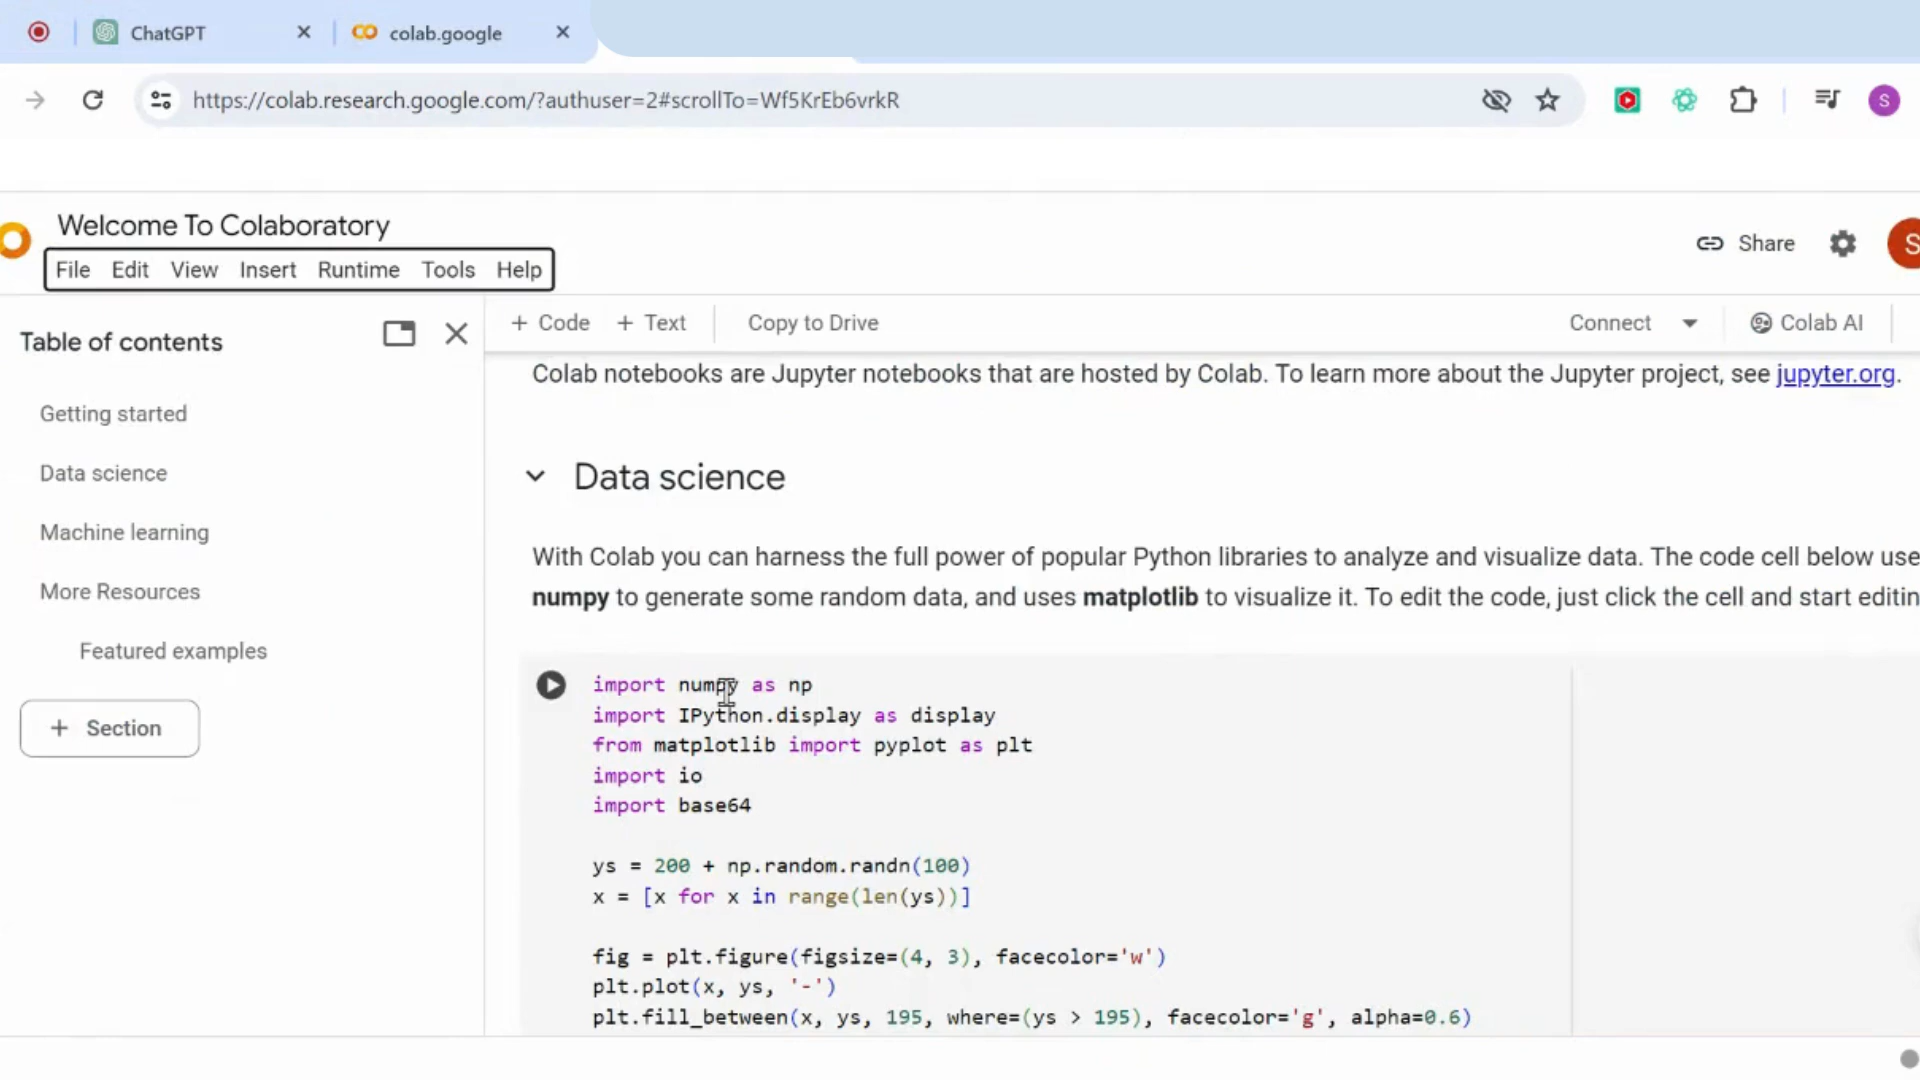 ChatGPT
colab.google
https://colab.research.google.com/?authuser=2#scrollTo=Wf5KrEb6vrkR
S
Welcome To Colaboratory
File Edit View Insert Runtime Tools Help
Share
S
Table of contents
+ Code + Text Copy to Drive
Connect
Colab AI
Getting started
Data science
Machine learning
More Resources
Featured examples
+ Section
Colab notebooks are Jupyter notebooks that are hosted by Colab. To learn more about the Jupyter project, see jupyter.org.
Data science
With Colab you can harness the full power of popular Python libraries to analyze and visualize data. The code cell below use
numpy to generate some random data, and uses matplotlib to visualize it. To edit the code, just click the cell and start editin
import numpy as np
import IPython.display as display
from matplotlib import pyplot as plt
import io
import base64
ys = 200 + np.random.randn(100)
x = [x for x in range(len(ys))]
fig = plt.figure(figsize=(4, 3), facecolor='w')
plt.plot(x, ys, '-')
plt.fill_between(x, ys, 195, where=(ys > 195), facecolor='g', alpha=0.6)